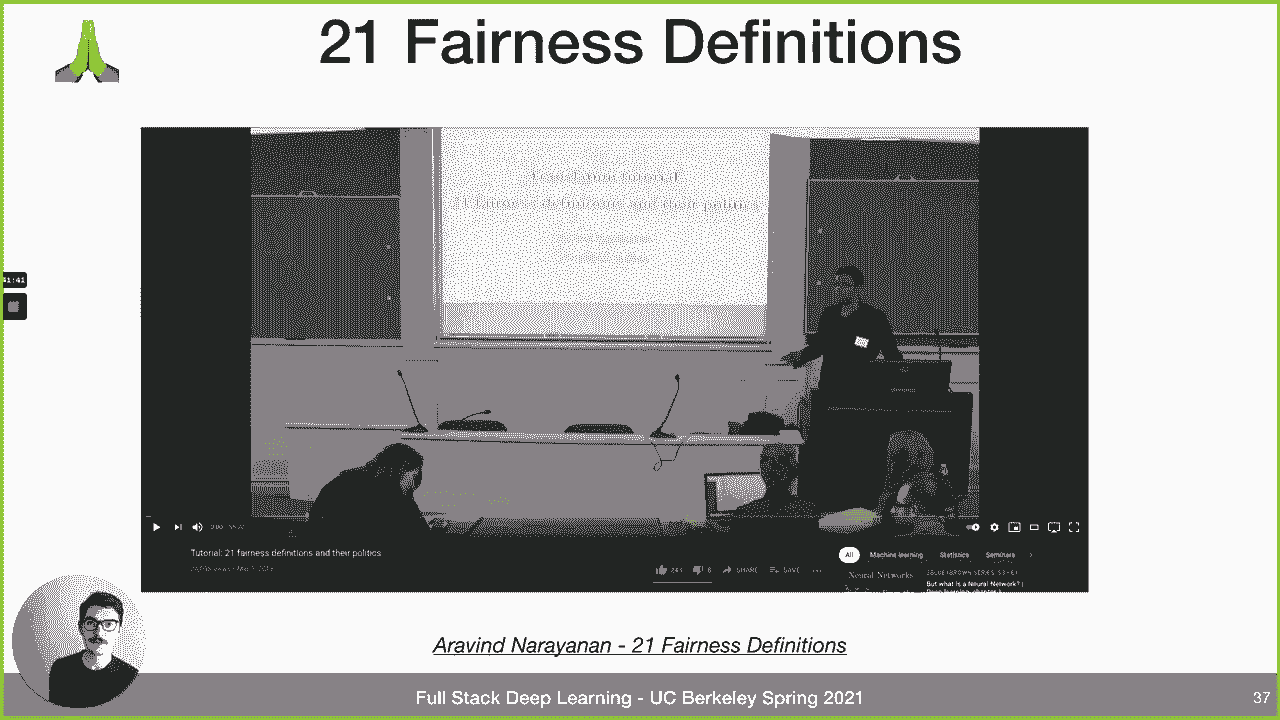 21 Fairness Definitions
Tutorial: 21 fairness definitions and their politics
SHARE
SAVE
All
Machine learning
Statistics
Seminars
Neural Networks
But what is a Neural Network? |
Aravind Narayanan - 21 Fairness Definitions
Full Stack Deep Learning - UC Berkeley Spring 2021
37